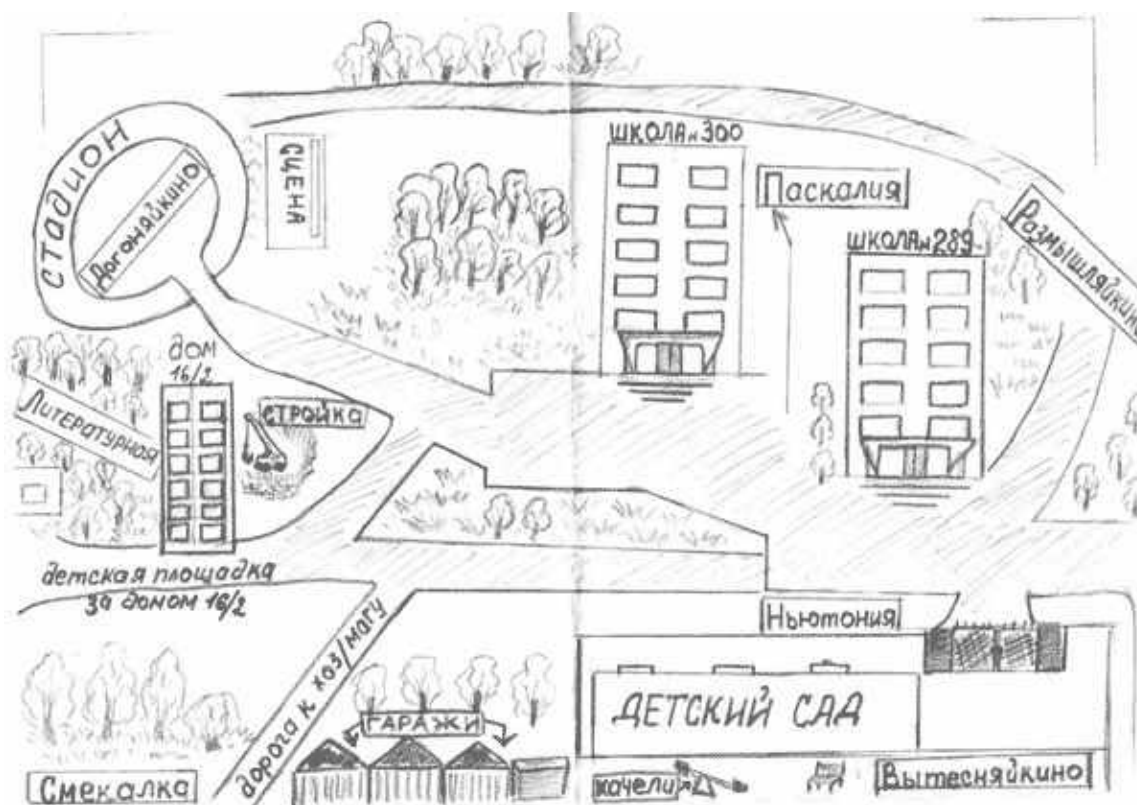 ШКОЛА № 300
СТАДИОН
Догоняйкино
СЦЕНА
Паскалия
Размышляйкино
ШКОЛА № 289
дом
16/2
Литературная
СТРОЙКА
детская площадка
за домом 16/2
Ньютония
дорога к хоз/магу
ГАРАЖИ
ДЕТСКИЙ САД
Смекалка
качели
Вытесняйкино